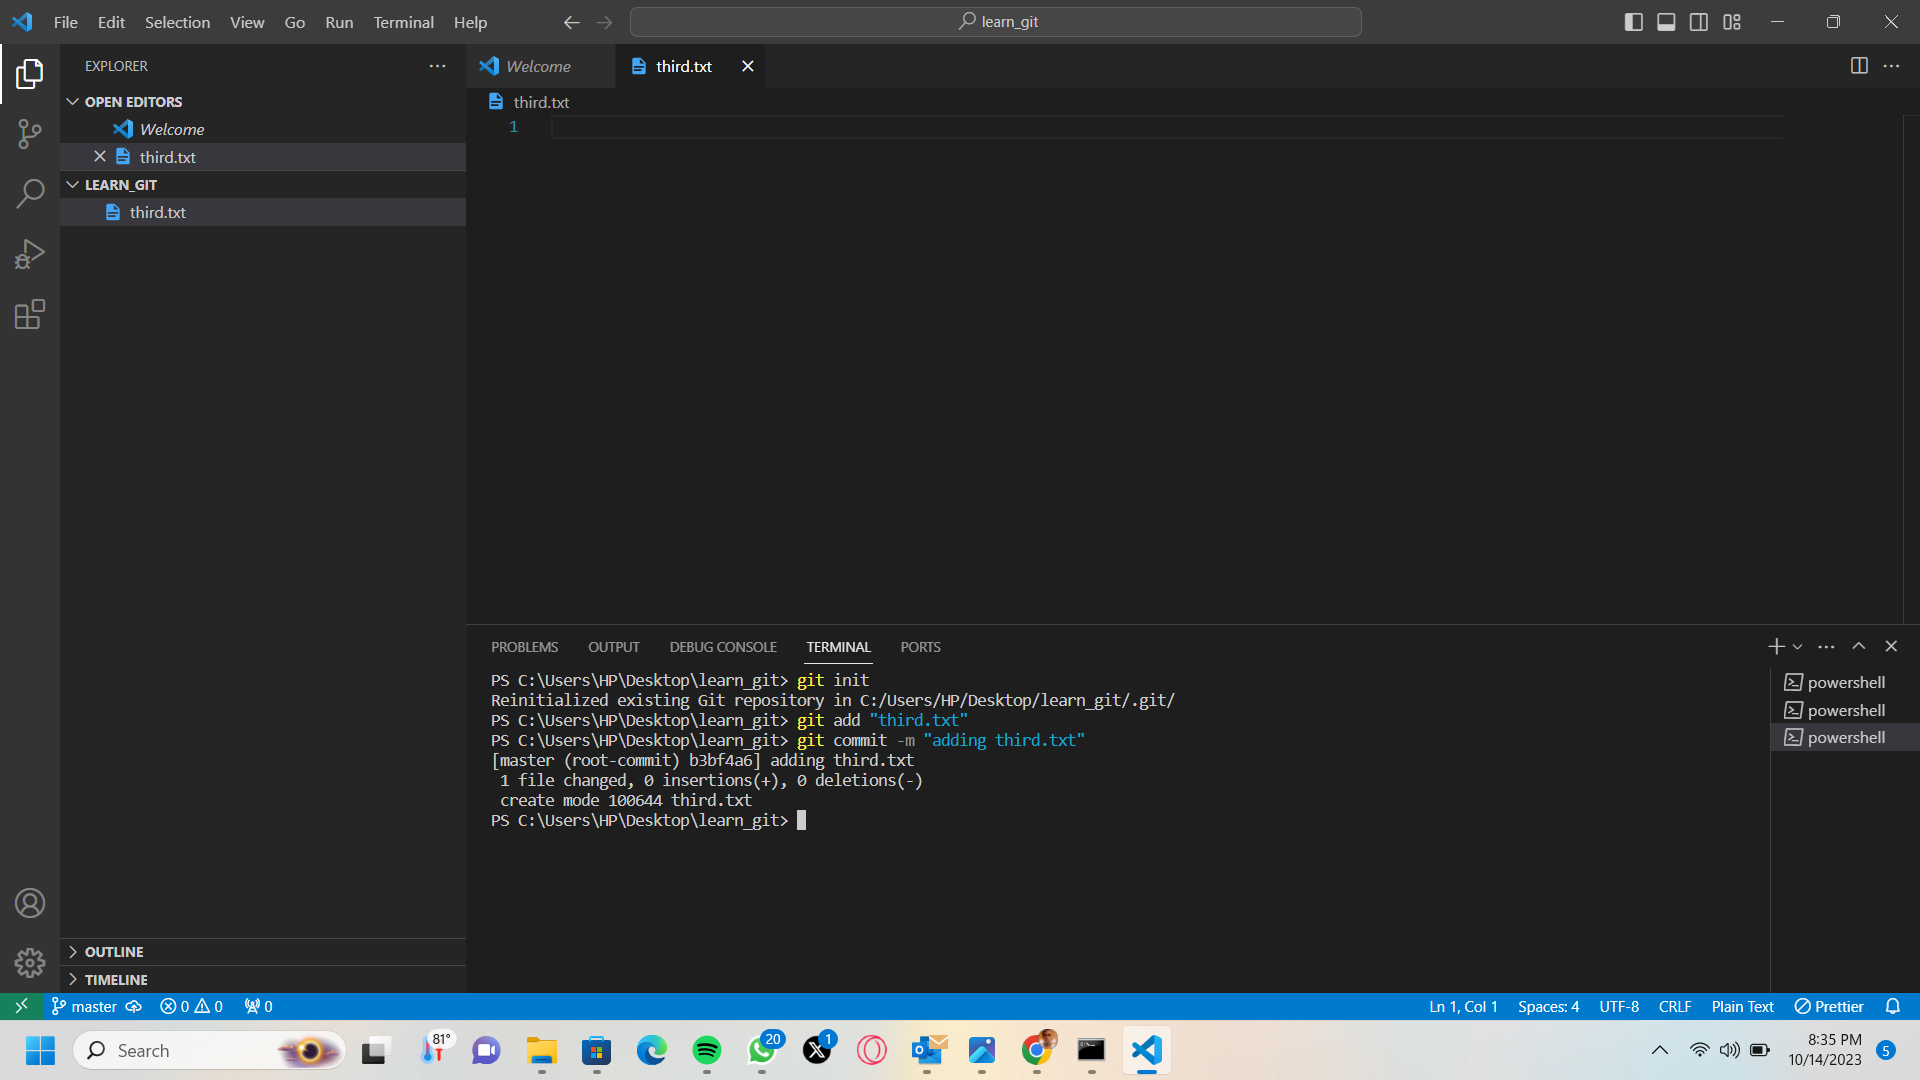 File Edit Selection View Go Run Terminal Help
learn_git
EXPLORER
OPEN EDITORS
Welcome
third.txt
LEARN_GIT
third.txt
OUTLINE
TIMELINE
Welcome
third.txt
third.txt
1
PROBLEMS OUTPUT DEBUG CONSOLE TERMINAL PORTS
PS C:\Users\HP\Desktop\learn_git> git init
Reinitialized existing Git repository in C:/Users/HP/Desktop/learn_git/.git/
PS C:\Users\HP\Desktop\learn_git> git add "third.txt"
PS C:\Users\HP\Desktop\learn_git> git commit -m "adding third.txt"
[master (root-commit) b3bf4a6] adding third.txt
1 file changed, 0 insertions(+), 0 deletions(-)
create mode 100644 third.txt
PS C:\Users\HP\Desktop\learn_git>
powershell
powershell
powershell
master 0 0 0
Ln 1, Col 1 Spaces: 4 UTF-8 CRLF Plain Text Prettier
Search
81°
20
1
8:35 PM
10/14/2023
5